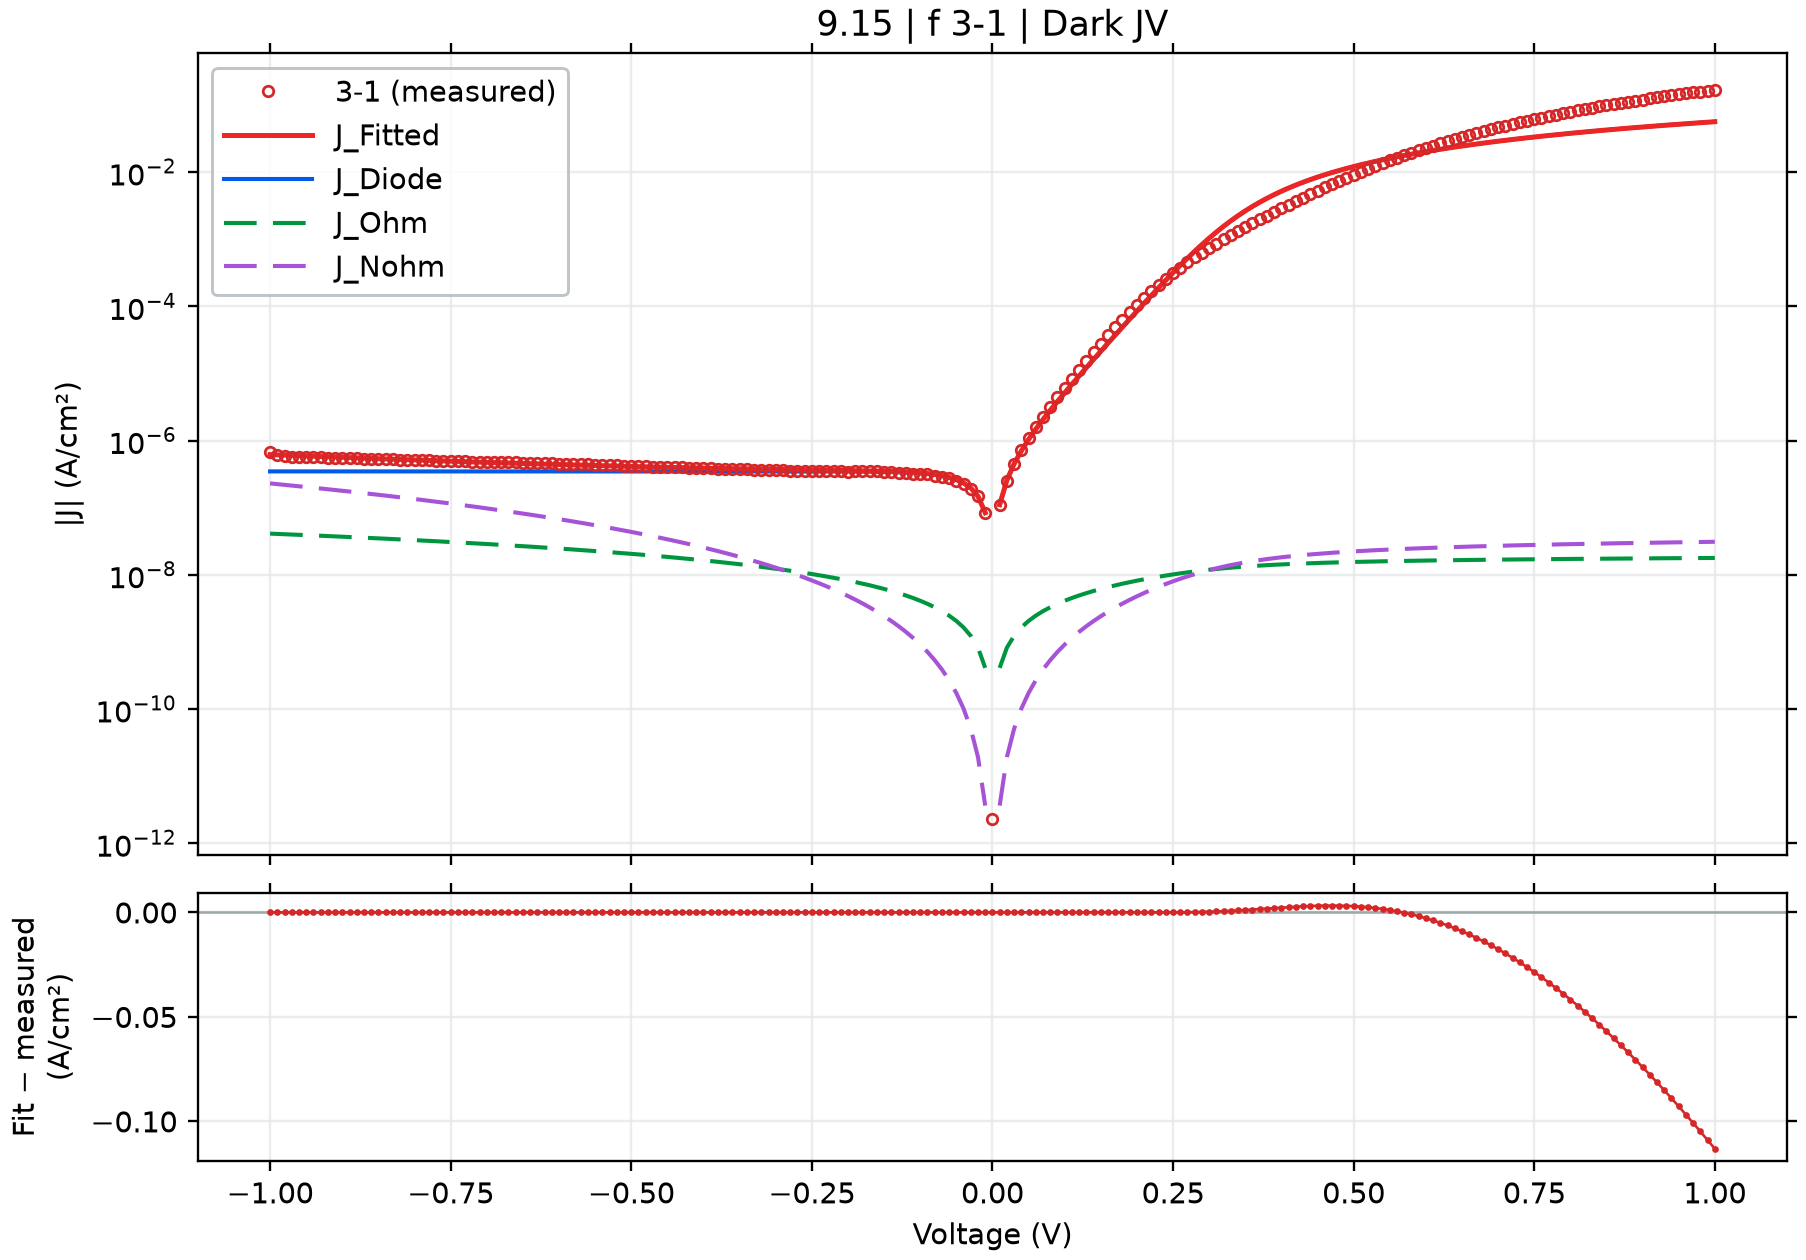 9.15 | f 3-1 | Dark JV
3-1 (measured)
J_Fitted
J_Diode
J_Ohm
J_Nohm
|J| (A/cm²)
10⁻²
10⁻⁴
10⁻⁶
10⁻⁸
10⁻¹⁰
10⁻¹²
Fit − measured
(A/cm²)
0.00
−0.05
−0.10
−1.00 −0.75 −0.50 −0.25 0.00 0.25 0.50 0.75 1.00
Voltage (V)